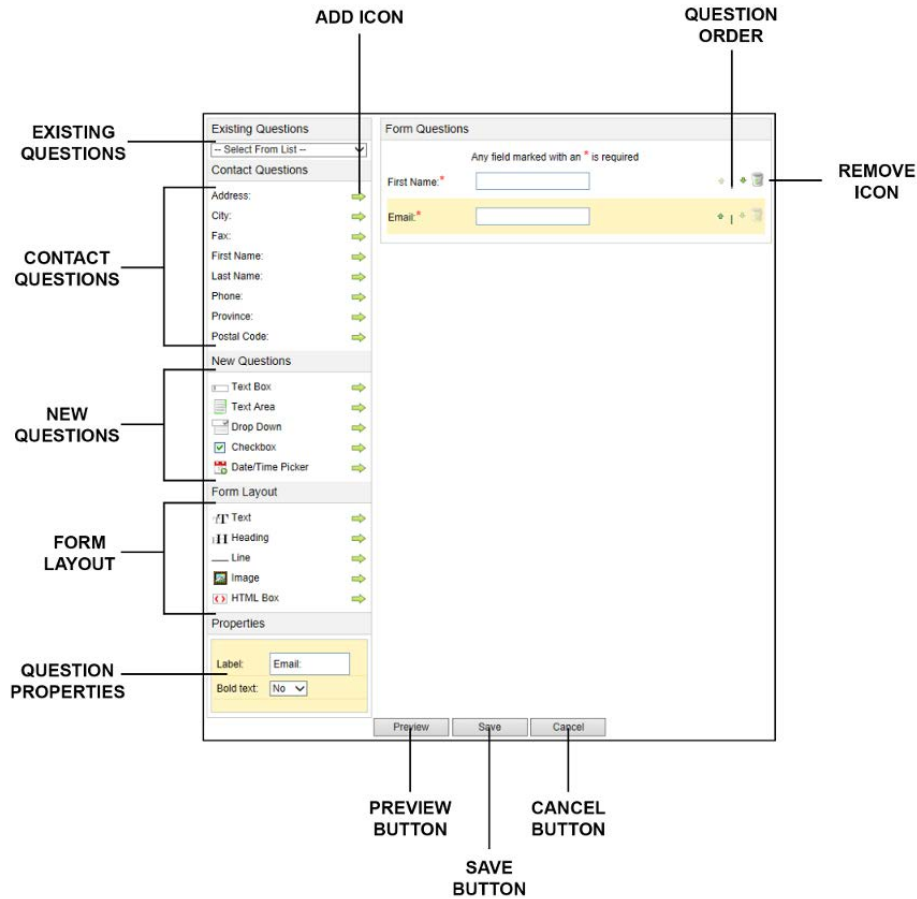 ADD ICON
QUESTION
ORDER
EXISTING
QUESTIONS
Existing Questions
-- Select From List --
Form Questions
Any field marked with an * is required
REMOVE
ICON
Contact Questions
First Name:*
Address:
City:
Email:*
Fax:
First Name:
CONTACT
QUESTIONS
Last Name:
Phone:
Province:
Postal Code:
New Questions
NEW
QUESTIONS
Text Box
Text Area
Drop Down
Checkbox
Date/Time Picker
Form Layout
FORM
LAYOUT
T Text
H Heading
Line
Image
HTML Box
Properties
QUESTION
PROPERTIES
Label: Email:
Bold text: No
Preview Save Cancel
PREVIEW
BUTTON
CANCEL
BUTTON
SAVE
BUTTON